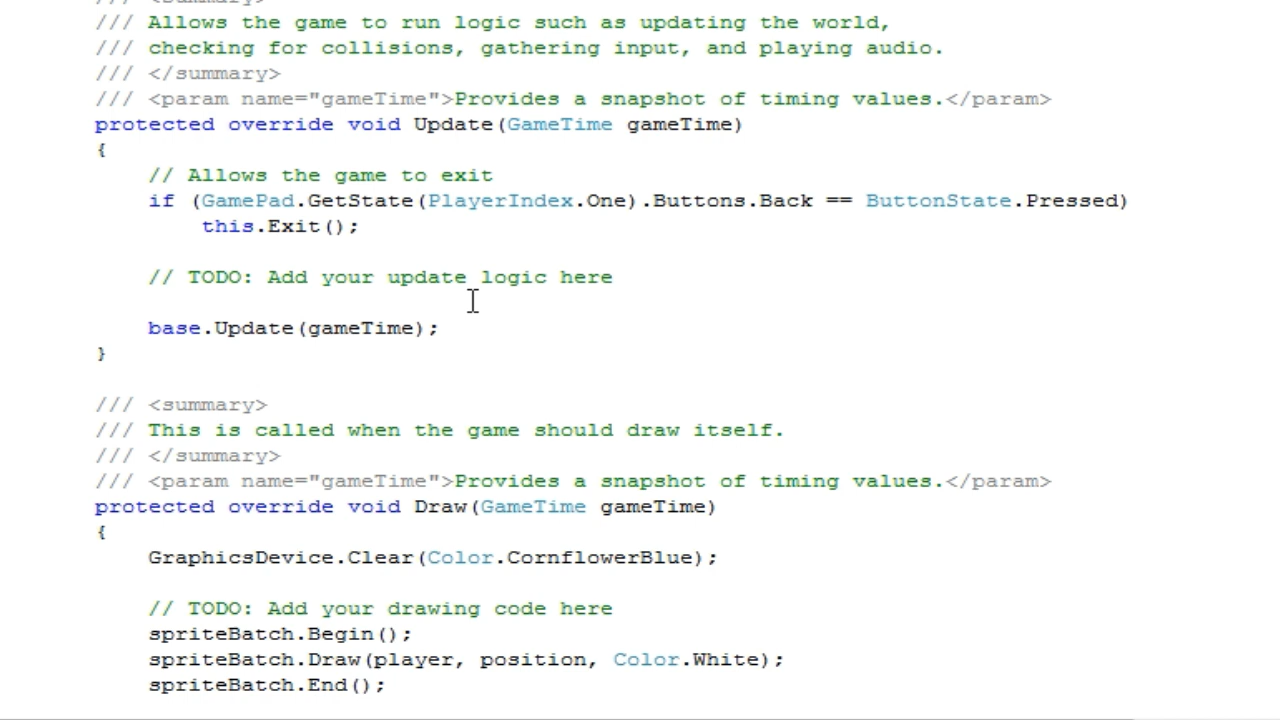 /// <summary>
/// Allows the game to run logic such as updating the world,
/// checking for collisions, gathering input, and playing audio.
/// </summary>
/// <param name="gameTime">Provides a snapshot of timing values.</param>
protected override void Update(GameTime gameTime)
{
// Allows the game to exit
if (GamePad.GetState(PlayerIndex.One).Buttons.Back == ButtonState.Pressed)
this.Exit();
// TODO: Add your update logic here
base.Update(gameTime);
}
/// <summary>
/// This is called when the game should draw itself.
/// </summary>
/// <param name="gameTime">Provides a snapshot of timing values.</param>
protected override void Draw(GameTime gameTime)
{
GraphicsDevice.Clear(Color.CornflowerBlue);
// TODO: Add your drawing code here
spriteBatch.Begin();
spriteBatch.Draw(player, position, Color.White);
spriteBatch.End();